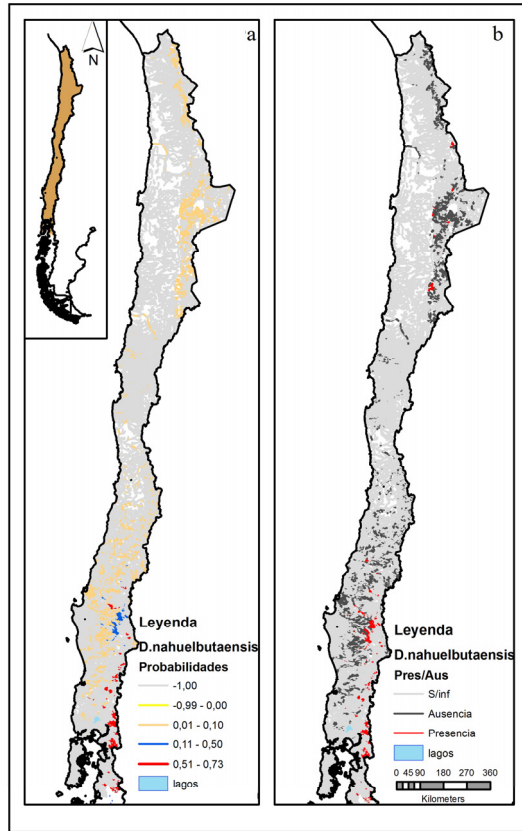 N
a
Leyenda
D.nahuelbutaensis
Probabilidades
-1,00
-0,99 - 0,00
0,01 - 0,10
0,11 - 0,50
0,51 - 0,73
lagos
b
Leyenda
D.nahuelbutaensis
Pres/Aus
S/inf
Ausencia
Presencia
lagos
0 45 90 180 270 360
Kilometers